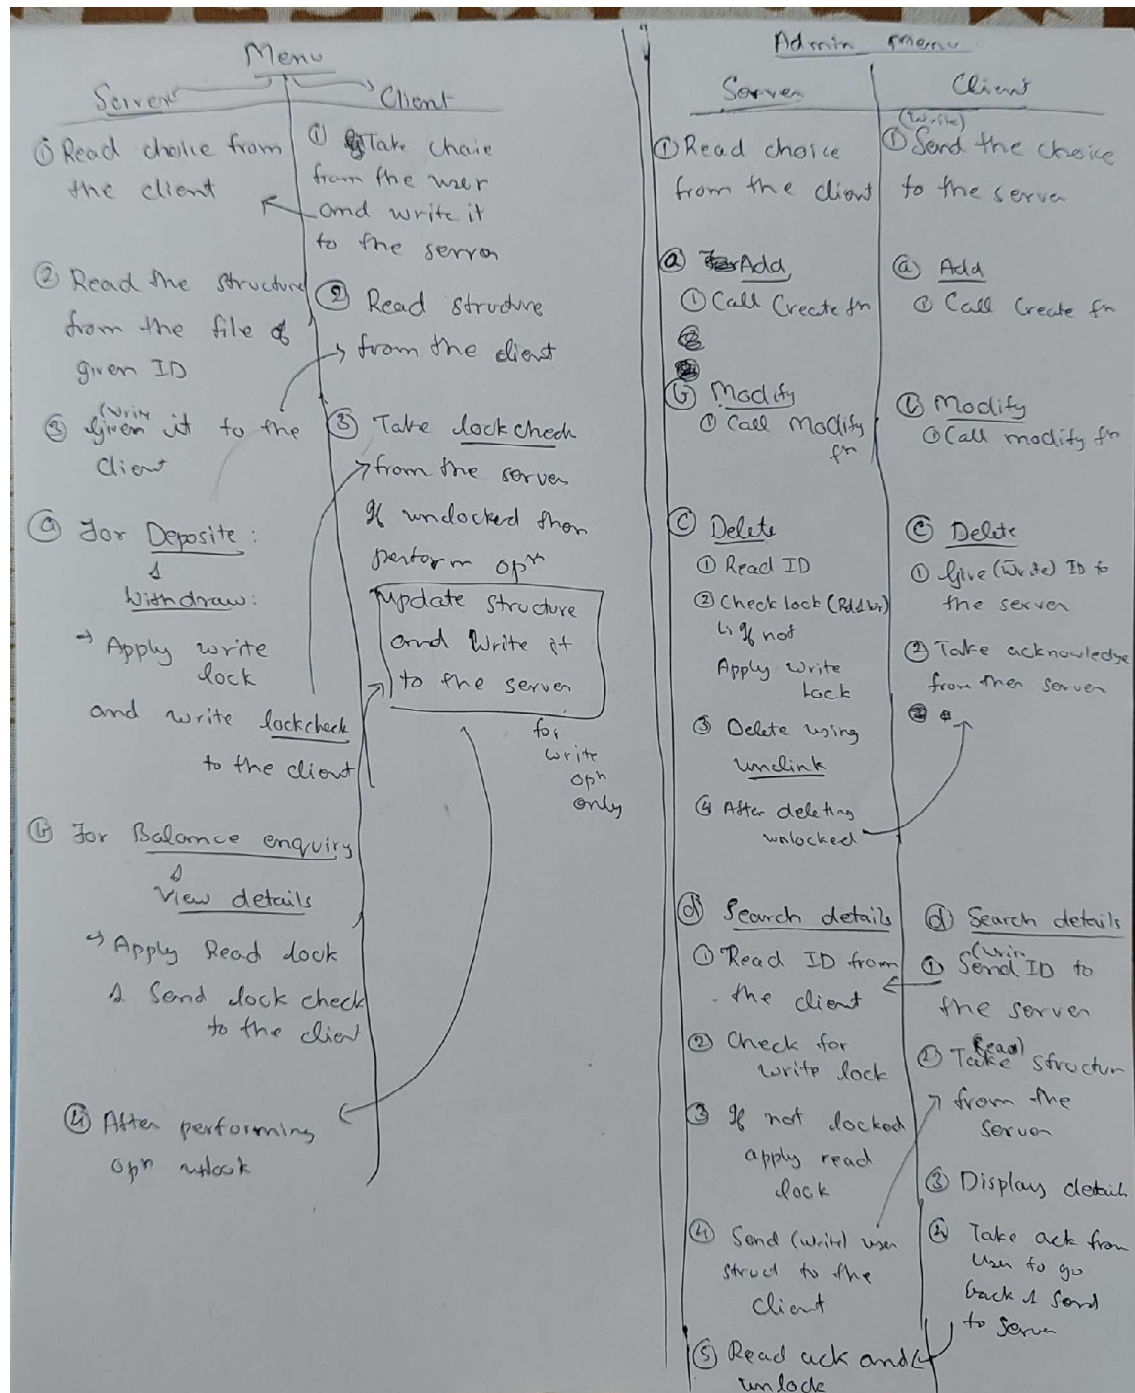 Menu
Server
① Read choice from
the client
② Read the structure
from the file of
given ID
(write
③ Given it to the
client
ⓐ For Deposite:
&
Withdraw:
→ Apply write
lock
and write lockcheck
to the client
ⓑ For Balance enquiry
&
View details
→ Apply Read lock
& Send lock check
to the client
④ After performing
opⁿ unlock
Client
① Take choie
from the user
and write it
to the server
② Read structure
from the client
③ Take lockcheck
from the server
If unlocked then
perform opⁿ
update structure
and Write it
to the server
for
write
opⁿ
only
Admin Menu
Server
① Read choice
from the client
ⓐ Add
① Call Create fn
ⓑ Modify
① Call Modify
fn
ⓒ Delete
① Read ID
② Check lock (Rd & Wr)
↳ If not
Apply write
Lock
③ Delete using
unclink
④ After deleting
unlocked
ⓓ Search details
① Read ID from
the client
② Check for
write lock
③ If not locked
apply read
lock
④ Send (write) user
struct to the
client
⑤ Read ack and
unlock
Client
(Write)
① Send the choice
to the server
ⓐ Add
① Call Create fn
ⓑ Modify
① Call modify fn
ⓒ Delete
① Give (Write) ID to
the server
② Take acknowledge
from then server
ⓓ Search details
(Write
① Send ID to
the server
Read)
② Take structur
from the
server
③ Display detail
④ Take ack from
User to go
back & send
to server